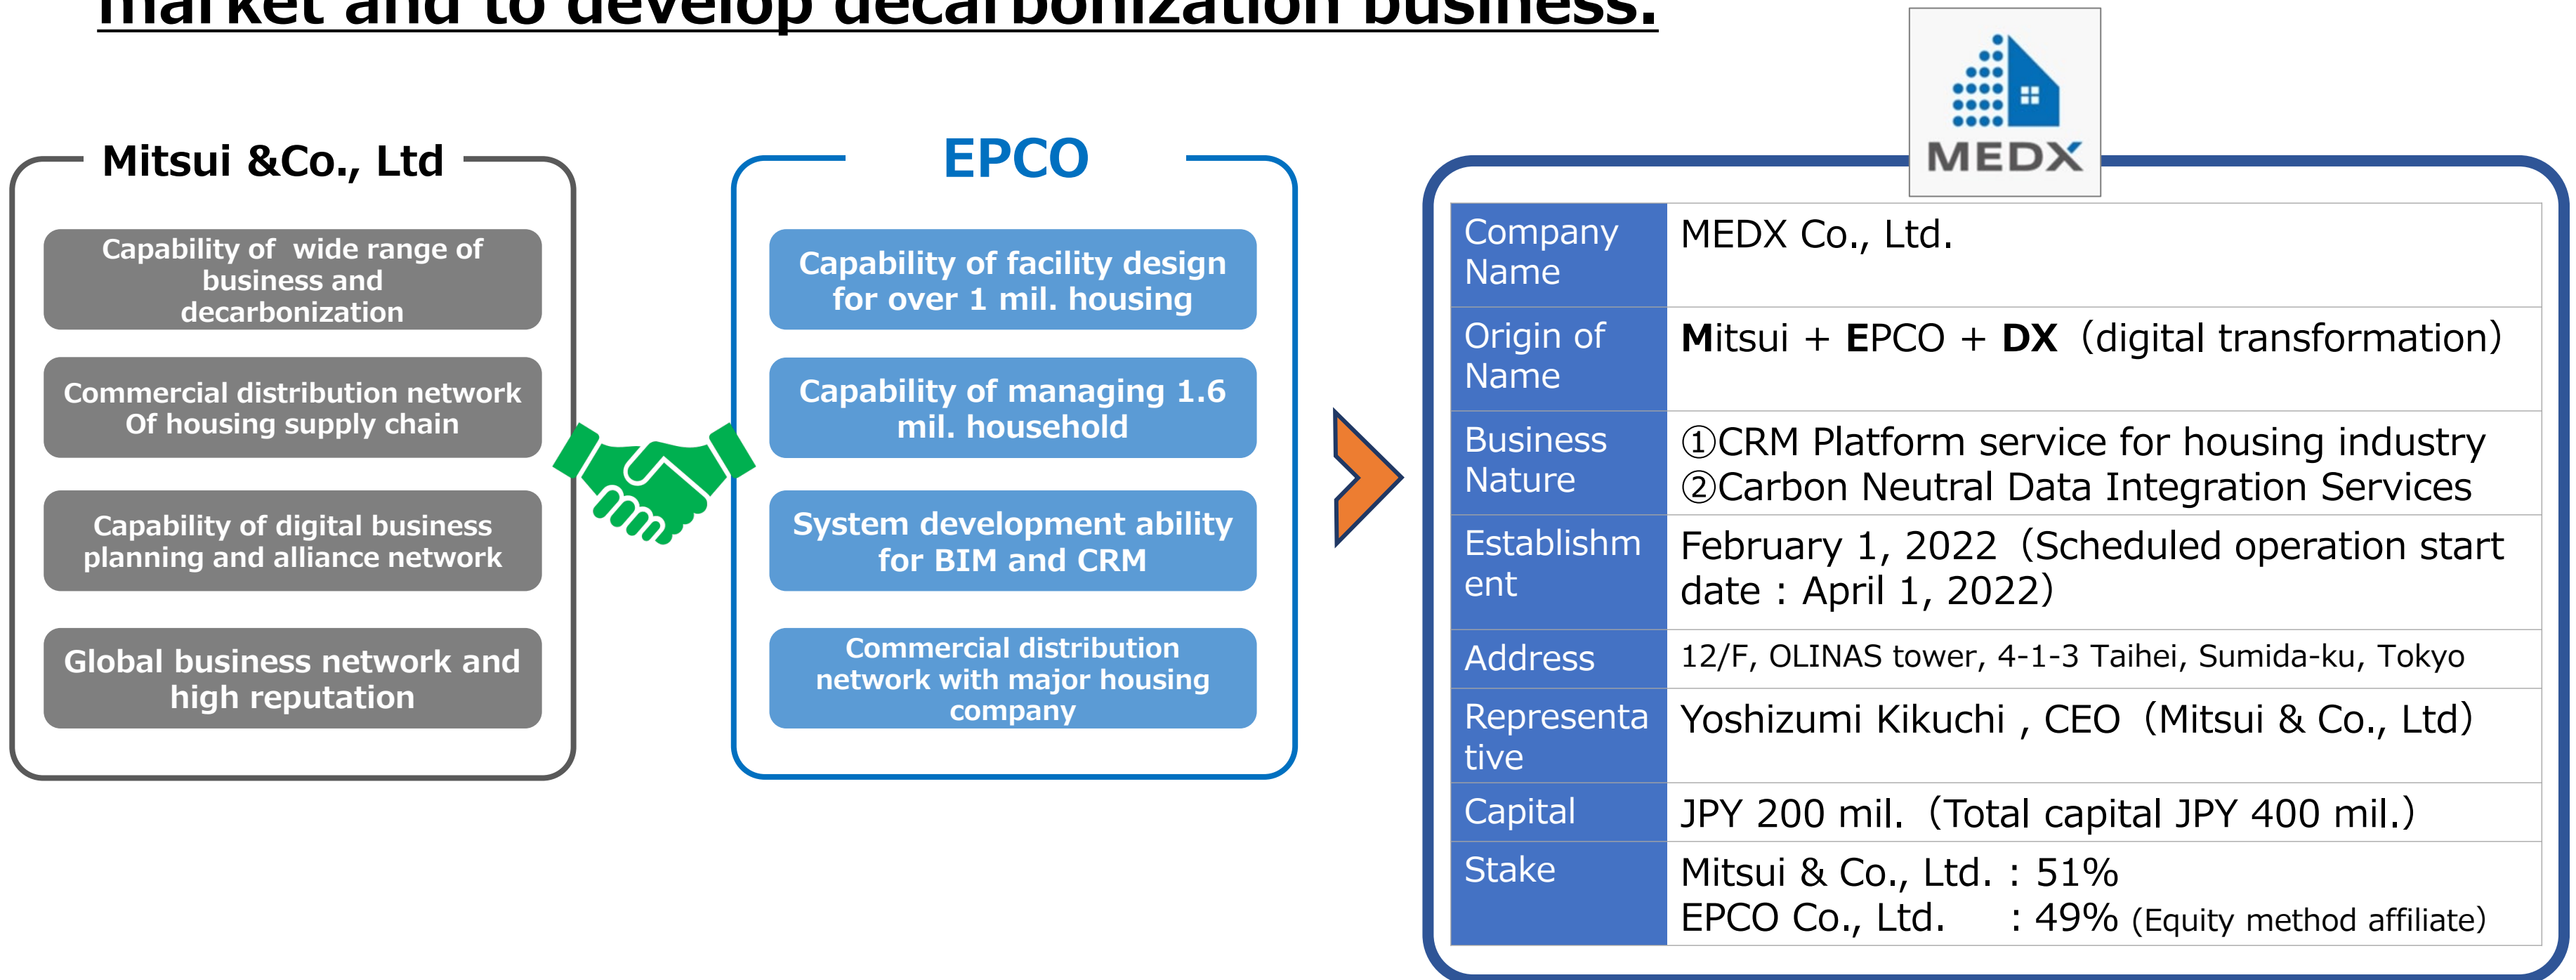 market and to develop decarbonization business.
Mitsui &Co., Ltd
Capability of wide range of
business and
decarbonization
Commercial distribution network
Of housing supply chain
Capability of digital business
planning and alliance network
Global business network and
high reputation
EPCO
Capability of facility design
for over 1 mil. housing
Capability of managing 1.6
mil. household
System development ability
for BIM and CRM
Commercial distribution
network with major housing
company
MEDX
Company
Name
MEDX Co., Ltd.
Origin of
Name
Mitsui + EPCO + DX（digital transformation）
Business
Nature
①CRM Platform service for housing industry
②Carbon Neutral Data Integration Services
Establishm
ent
February 1, 2022（Scheduled operation start
date : April 1, 2022）
Address
12/F, OLINAS tower, 4-1-3 Taihei, Sumida-ku, Tokyo
Representa
tive
Yoshizumi Kikuchi , CEO（Mitsui & Co., Ltd）
Capital
JPY 200 mil.（Total capital JPY 400 mil.）
Stake
Mitsui & Co., Ltd. : 51%
EPCO Co., Ltd. : 49% (Equity method affiliate）